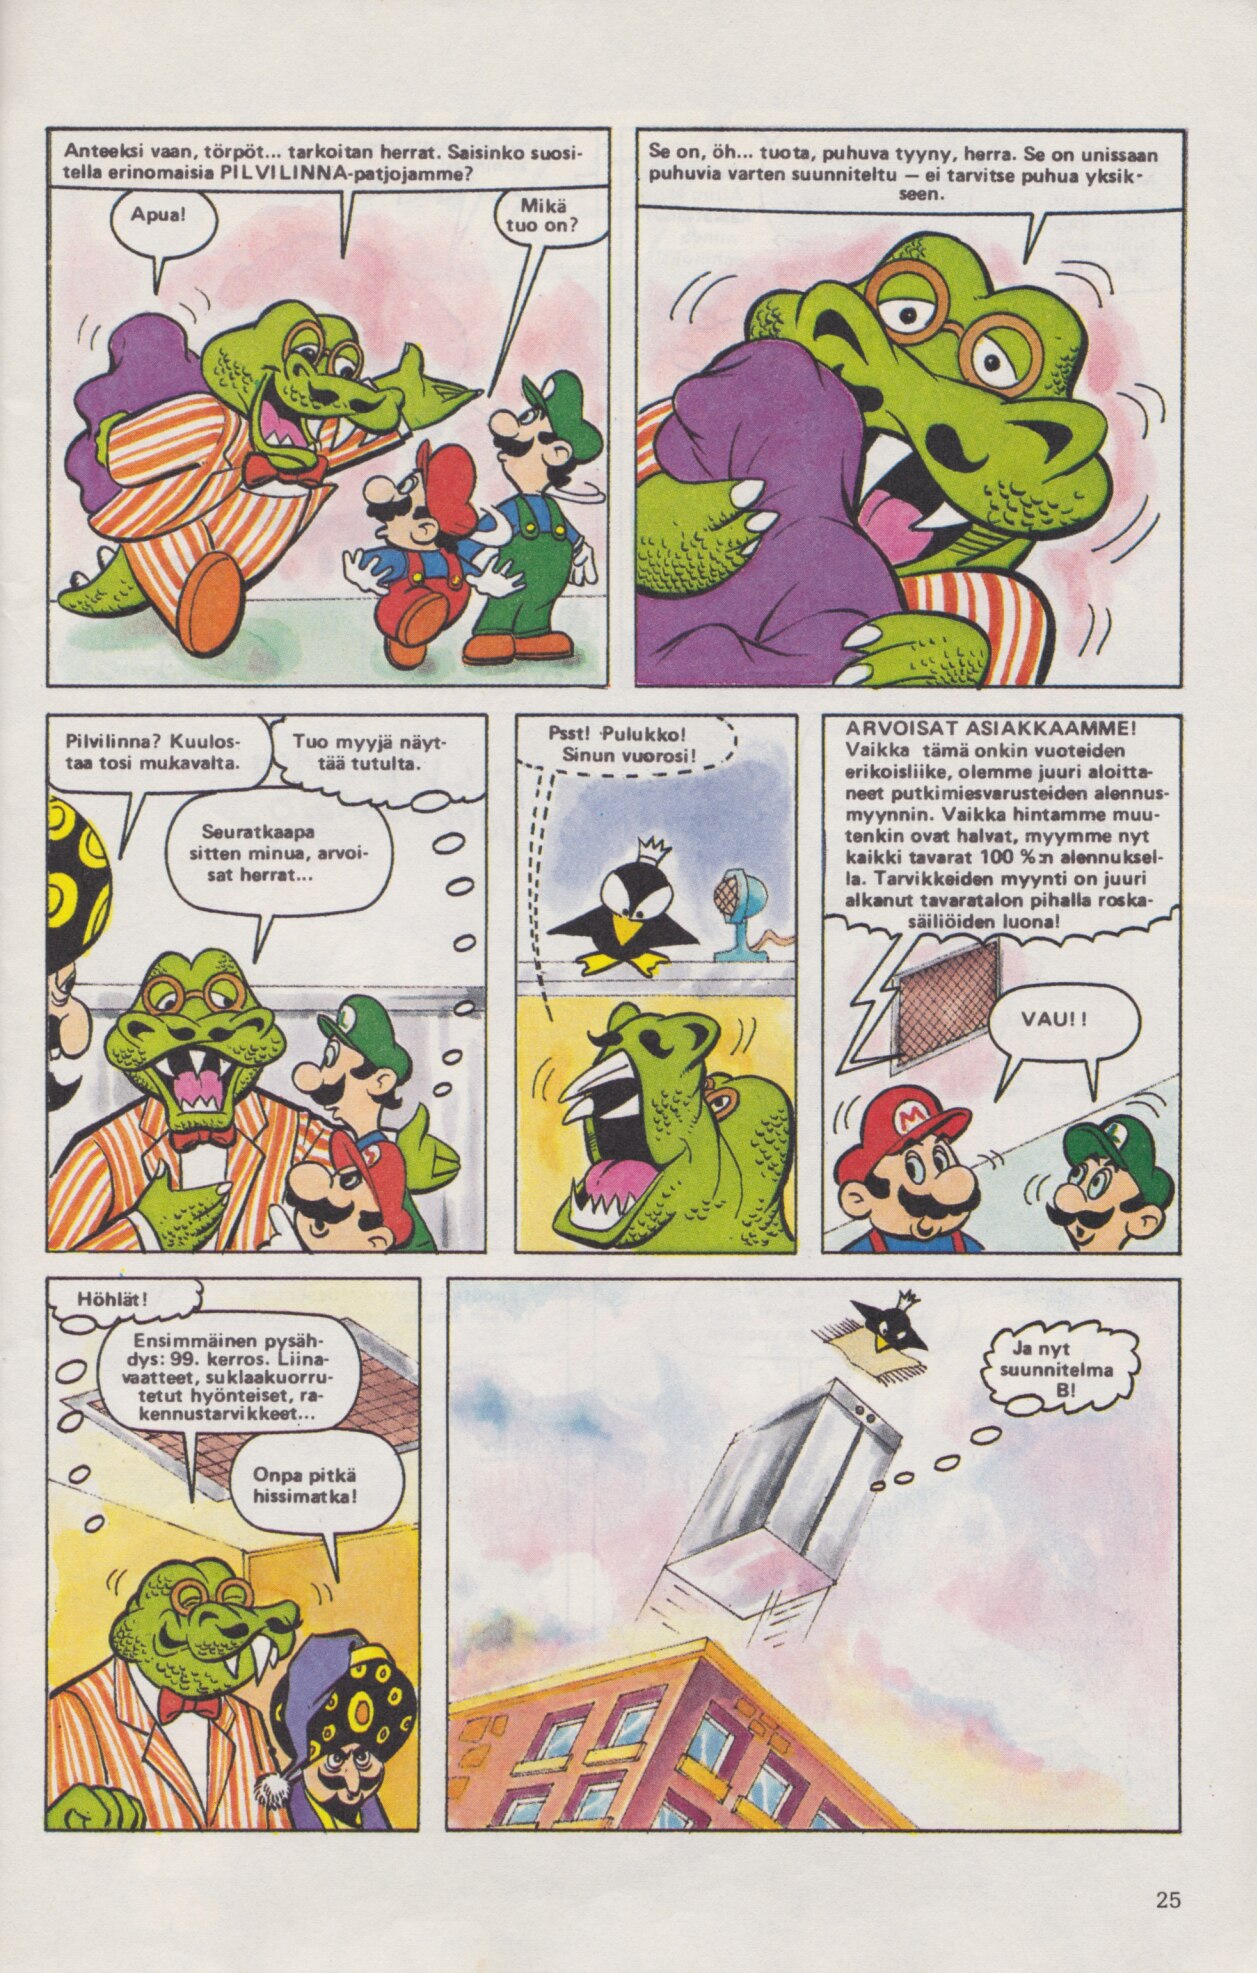 Anteeksi vaan, törpöt... tarkoitan herrat. Saisinko suosi-
tella erinomaisia PILVILINNA-patjojamme?
Apua!
Mikä
tuo on?
Se on, öh... tuota, puhuva tyyny, herra. Se on unissaan
puhuvia varten suunniteltu — ei tarvitse puhua yksik-
seen.
Pilvilinna? Kuulos-
taa tosi mukavalta.
Tuo myyjä näyt-
tää tutulta.
Seuratkaapa
sitten minua, arvoi-
sat herrat...
Psst! Pulukko!
Sinun vuorosi!
ARVOISAT ASIAKKAAMME!
Vaikka tämä onkin vuoteiden
erikoisliike, olemme juuri aloitta-
neet putkimiesvarusteiden alennus-
myynnin. Vaikka hintamme muu-
tenkin ovat halvat, myymme nyt
kaikki tavarat 100 %:n alennuksel-
la. Tarvikkeiden myynti on juuri
alkanut tavaratalon pihalla roska-
säiliöiden luona!
VAU!!
M
L
Höhlät!
Ensimmäinen pysäh-
dys: 99. kerros. Liina-
vaatteet, suklaakuorru-
tetut hyönteiset, ra-
kennustarvikkeet...
Onpa pitkä
hissimatka!
Ja nyt
suunnitelma
B!
25